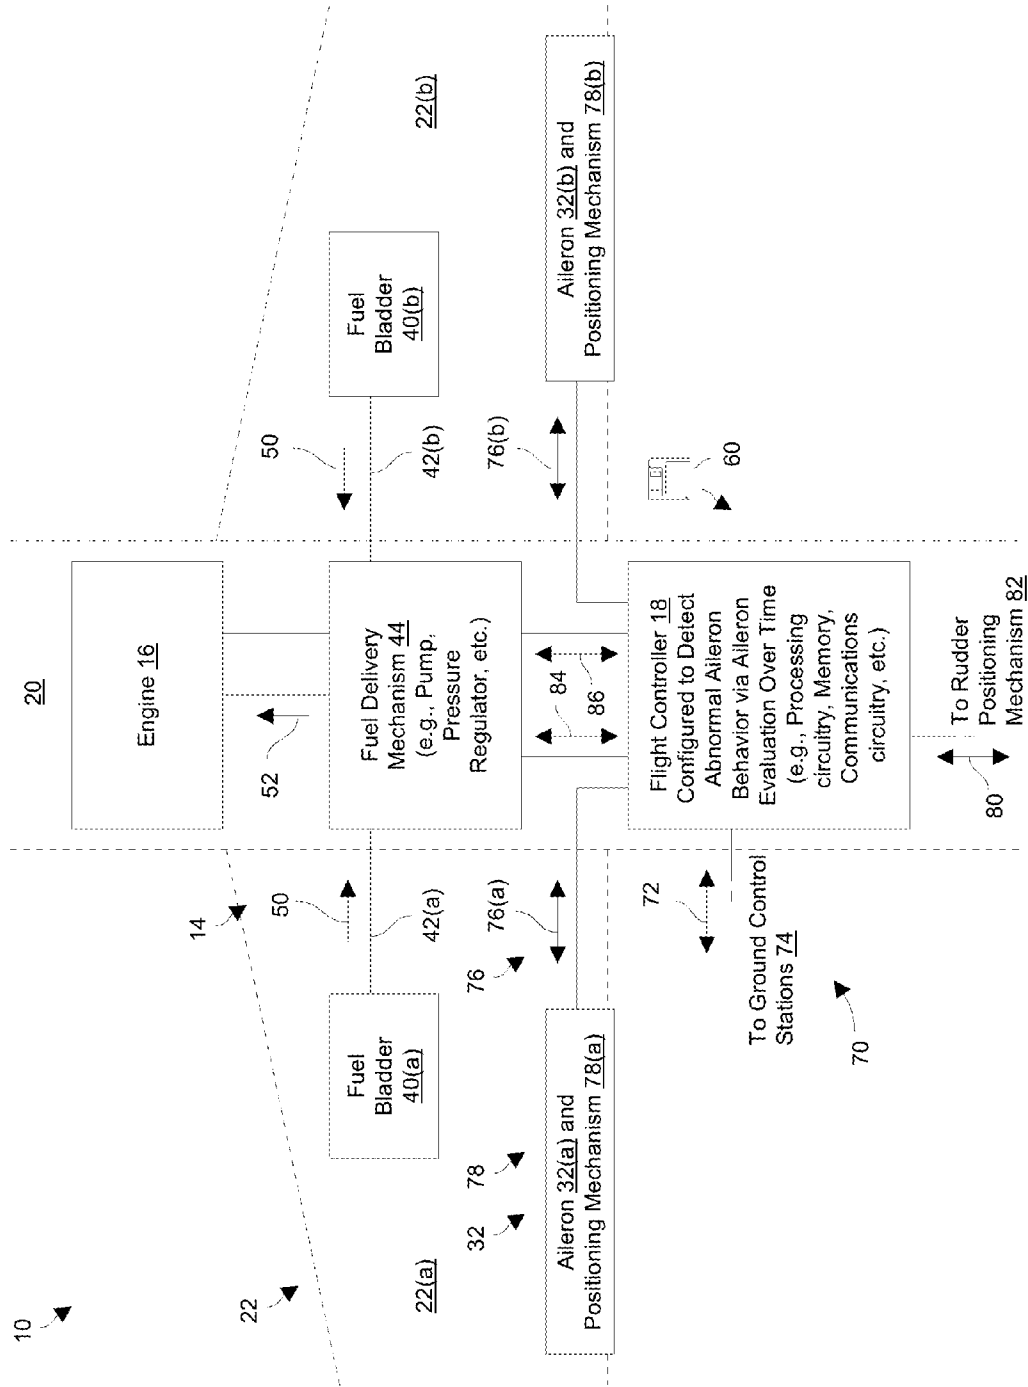 10
20
14
22
22(a)
22(b)
Engine 16
52
50
50
Fuel
Bladder
40(a)
42(a)
Fuel Delivery
Mechanism 44
(e.g., Pump,
Pressure
Regulator, etc.)
42(b)
Fuel
Bladder
40(b)
32
78
76
76(a)
84
86
76(b)
Aileron 32(a) and
Positioning Mechanism 78(a)
Aileron 32(b) and
Positioning Mechanism 78(b)
72
Flight Controller 18
Configured to Detect
Abnormal Aileron
Behavior via Aileron
Evaluation Over Time
(e.g., Processing
circuitry, Memory,
Communications
circuitry, etc.)
60
To Ground Control
Stations 74
70
80
To Rudder
Positioning
Mechanism 82